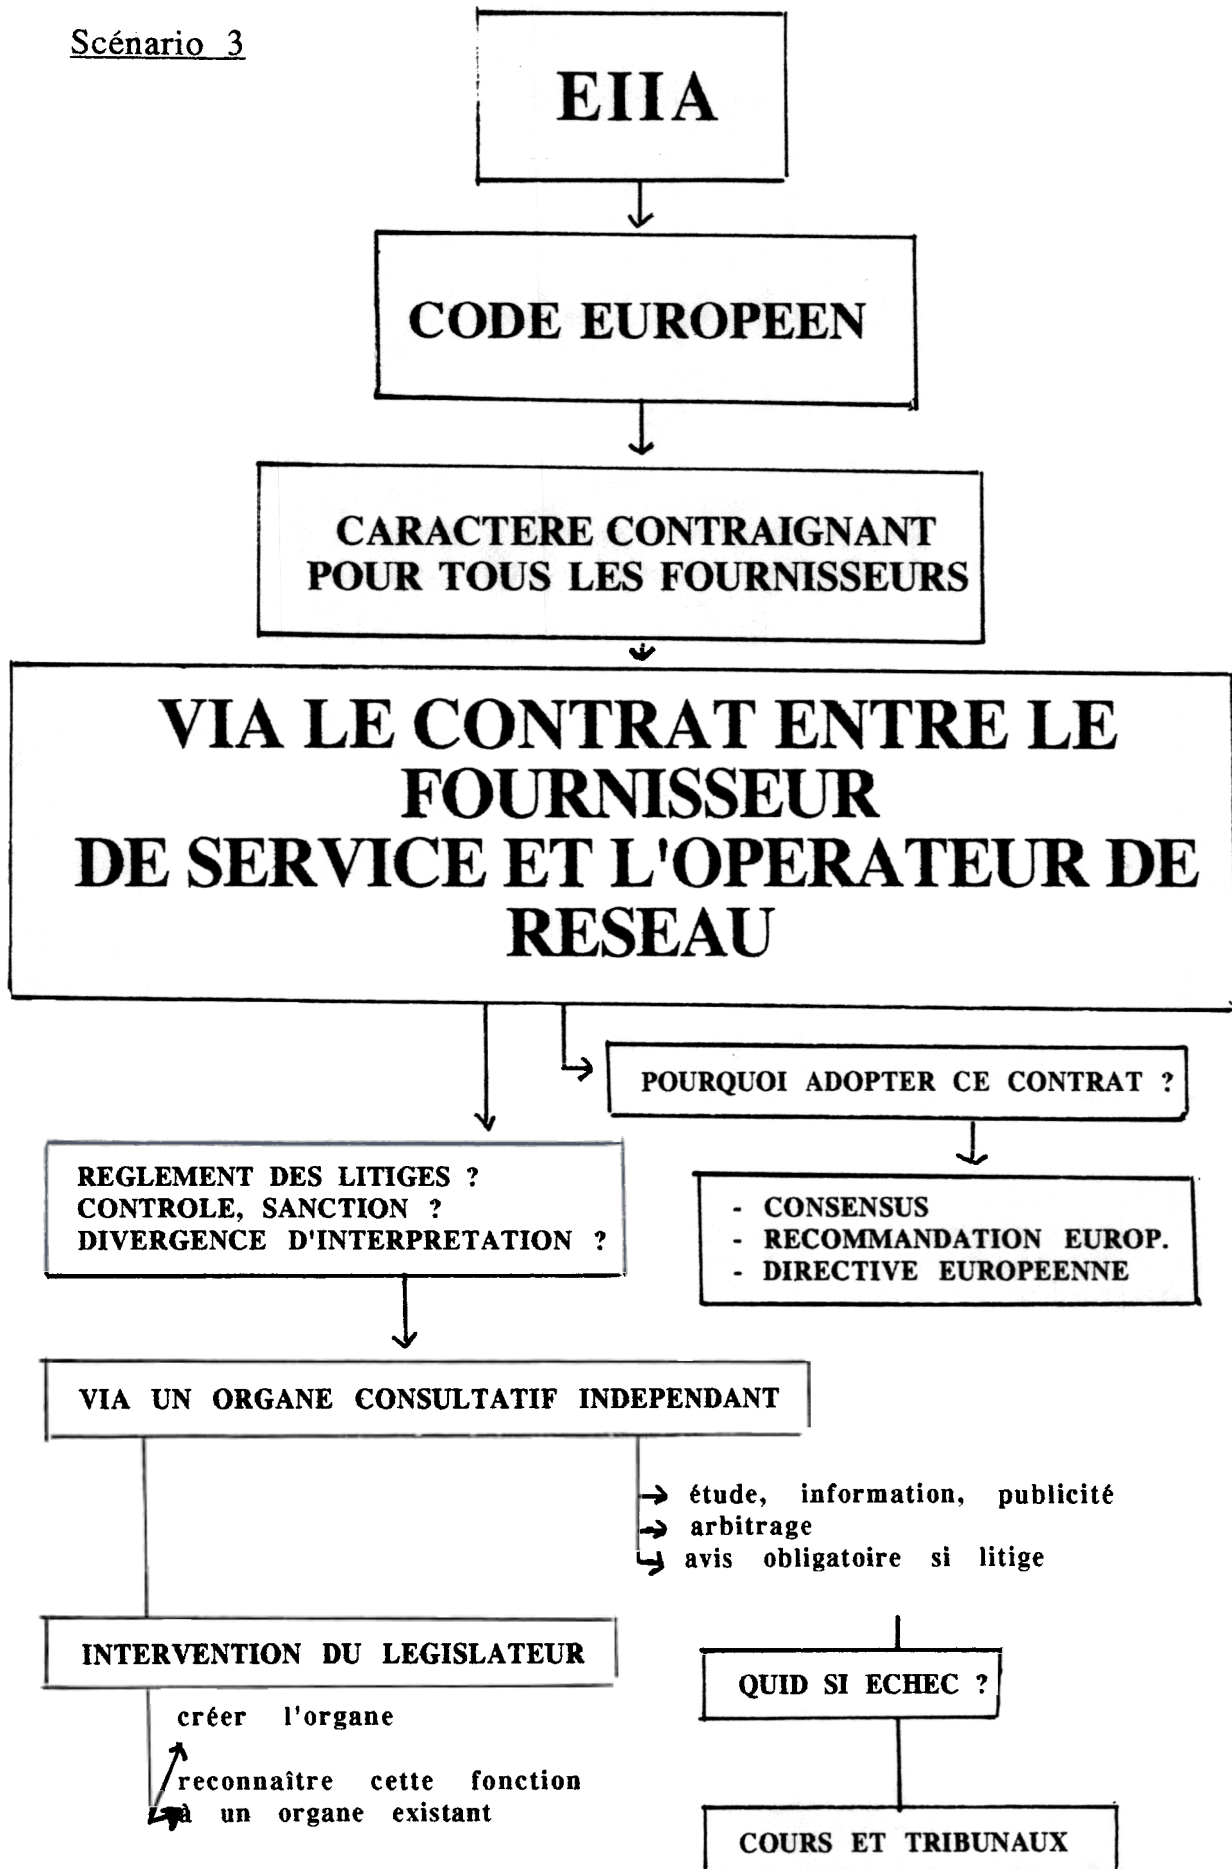 Scénario 3
EIIA
CODE EUROPEEN
CARACTERE CONTRAIGNANT
POUR TOUS LES FOURNISSEURS
VIA LE CONTRAT ENTRE LE
FOURNISSEUR
DE SERVICE ET L'OPERATEUR DE
RESEAU
POURQUOI ADOPTER CE CONTRAT ?
REGLEMENT DES LITIGES ?
CONTROLE, SANCTION ?
DIVERGENCE D'INTERPRETATION ?
- CONSENSUS
- RECOMMANDATION EUROP.
- DIRECTIVE EUROPEENNE
VIA UN ORGANE CONSULTATIF INDEPENDANT
étude, information, publicité
arbitrage
avis obligatoire si litige
INTERVENTION DU LEGISLATEUR
créer l'organe
reconnaître cette fonction
à un organe existant
QUID SI ECHEC ?
COURS ET TRIBUNAUX